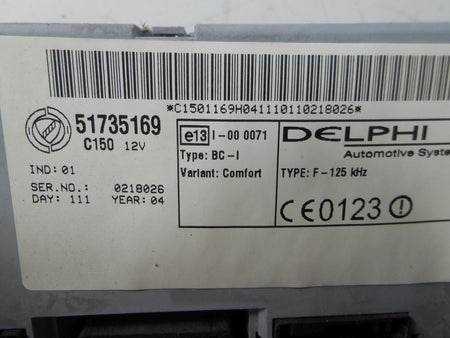 *C1501169H041110110218026*
51735169
C150 12V
IND: 01
SER.NO.: 0218026
DAY: 111 YEAR: 04
e13 I-00 0071
Type: BC-I
Variant: Comfort
DELPHI
Automotive Syste
TYPE: F-125 kHz
CE0123